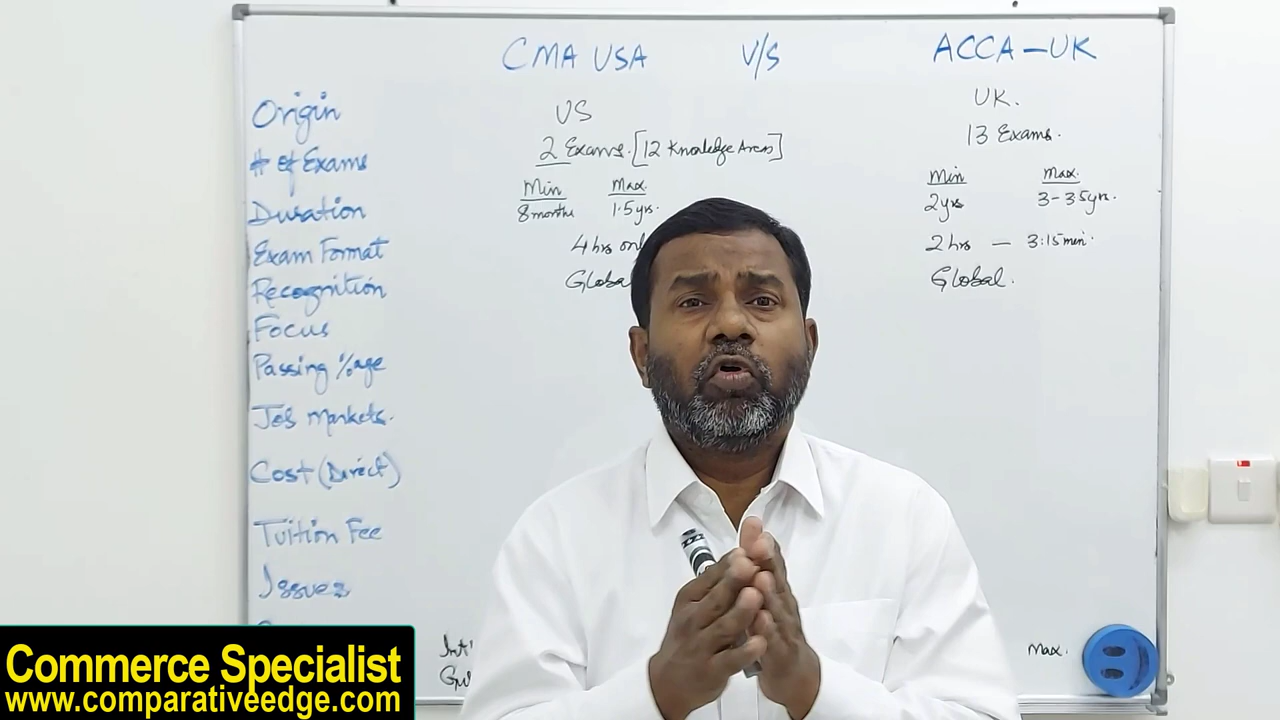 CMA USA V/S ACCA-UK
Origin US UK.
# of Exams 2 Exams. [12 Knowledge Areas] 13 Exams.
Duration Min Max. Min Max.
8 months 1.5 yrs. 2 yrs 3-3.5 yrs.
Exam Format 4 hrs 2 hrs — 3:15 min.
Recognition Global.
Focus
Passing %age
Job Markets.
Cost (Direct)
Tuition Fee
Issues
Max.
Commerce Specialist
www.comparativeedge.com